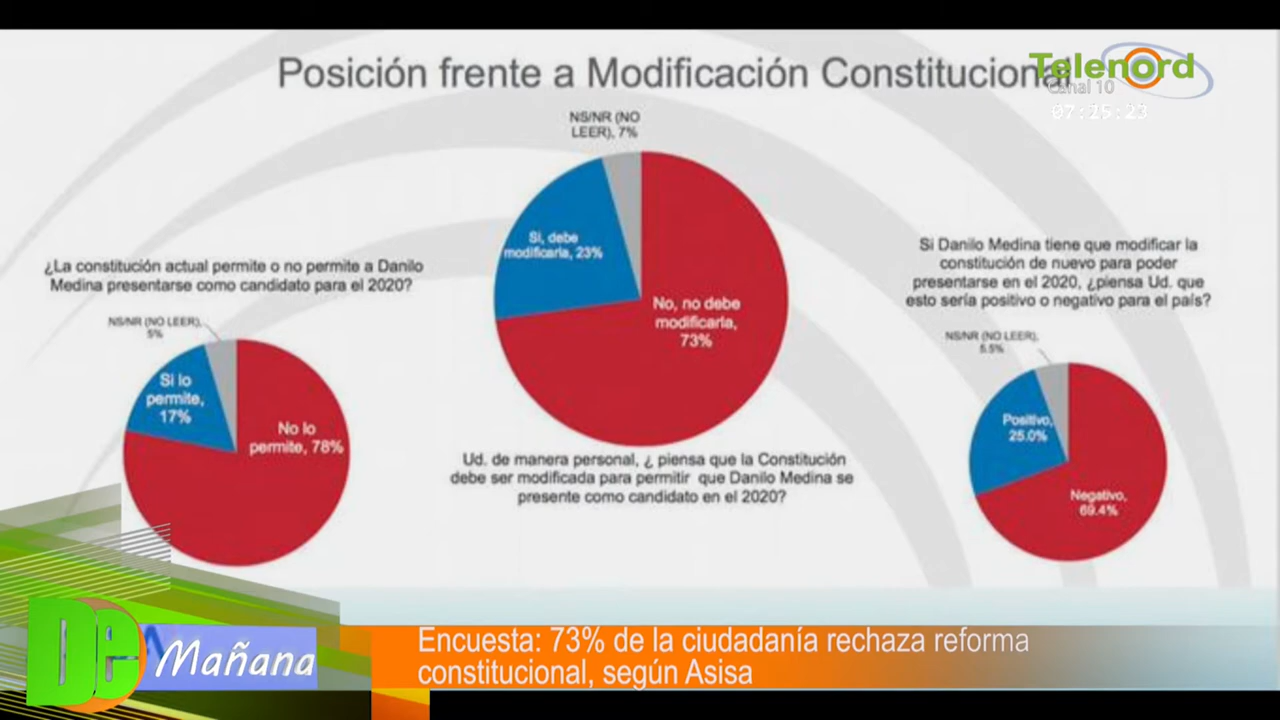 Posición frente a Modificación Constitucional
Telenord
Canal 10
07:25:23
NS/NR (NO
LEER), 7%
Si, debe
modificarla, 23%
No, no debe
modificarla,
73%
Ud. de manera personal, ¿ piensa que la Constitución
debe ser modificada para permitir que Danilo Medina se
presente como candidato en el 2020?
¿La constitución actual permite o no permite a Danilo
Medina presentarse como candidato para el 2020?
NS/NR (NO LEER),
5%
Si lo
permite,
17%
No lo
permite, 78%
Si Danilo Medina tiene que modificar la
constitución de nuevo para poder
presentarse en el 2020, ¿piensa Ud. que
esto sería positivo o negativo para el país?
NS/NR (NO LEER),
5.5%
Positivo,
25.0%
Negativo,
69.4%
De
Mañana
Encuesta: 73% de la ciudadanía rechaza reforma
constitucional, según Asisa